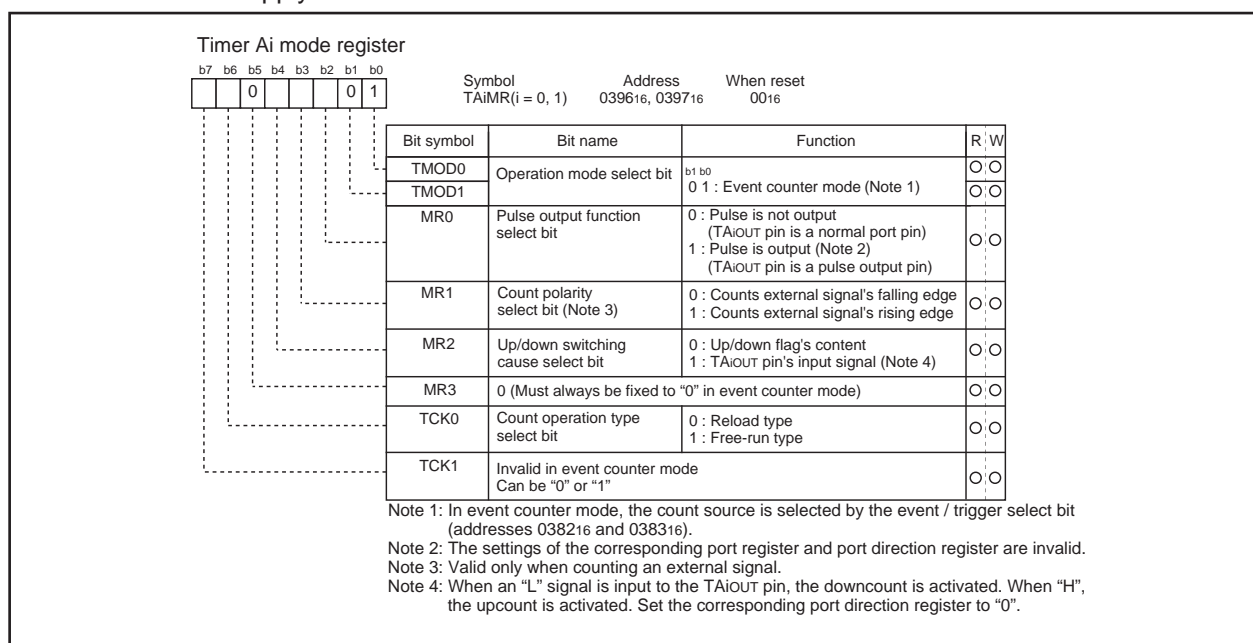 Timer Ai mode register
b7 b6 b5 b4 b3 b2 b1 b0
0 0 1
Symbol Address When reset
TAiMR(i = 0, 1) 039616, 039716 0016
Bit symbol Bit name Function R W
TMOD0 Operation mode select bit b1 b0
TMOD1 0 1 : Event counter mode (Note 1)
MR0 Pulse output function select bit 0 : Pulse is not output
(TAiOUT pin is a normal port pin)
1 : Pulse is output (Note 2)
(TAiOUT pin is a pulse output pin)
MR1 Count polarity select bit (Note 3) 0 : Counts external signal's falling edge
1 : Counts external signal's rising edge
MR2 Up/down switching cause select bit 0 : Up/down flag's content
1 : TAiOUT pin's input signal (Note 4)
MR3 0 (Must always be fixed to “0” in event counter mode)
TCK0 Count operation type select bit 0 : Reload type
1 : Free-run type
TCK1 Invalid in event counter mode
Can be “0” or “1”
Note 1: In event counter mode, the count source is selected by the event / trigger select bit
(addresses 038216 and 038316).
Note 2: The settings of the corresponding port register and port direction register are invalid.
Note 3: Valid only when counting an external signal.
Note 4: When an “L” signal is input to the TAiOUT pin, the downcount is activated. When “H”,
the upcount is activated. Set the corresponding port direction register to “0”.